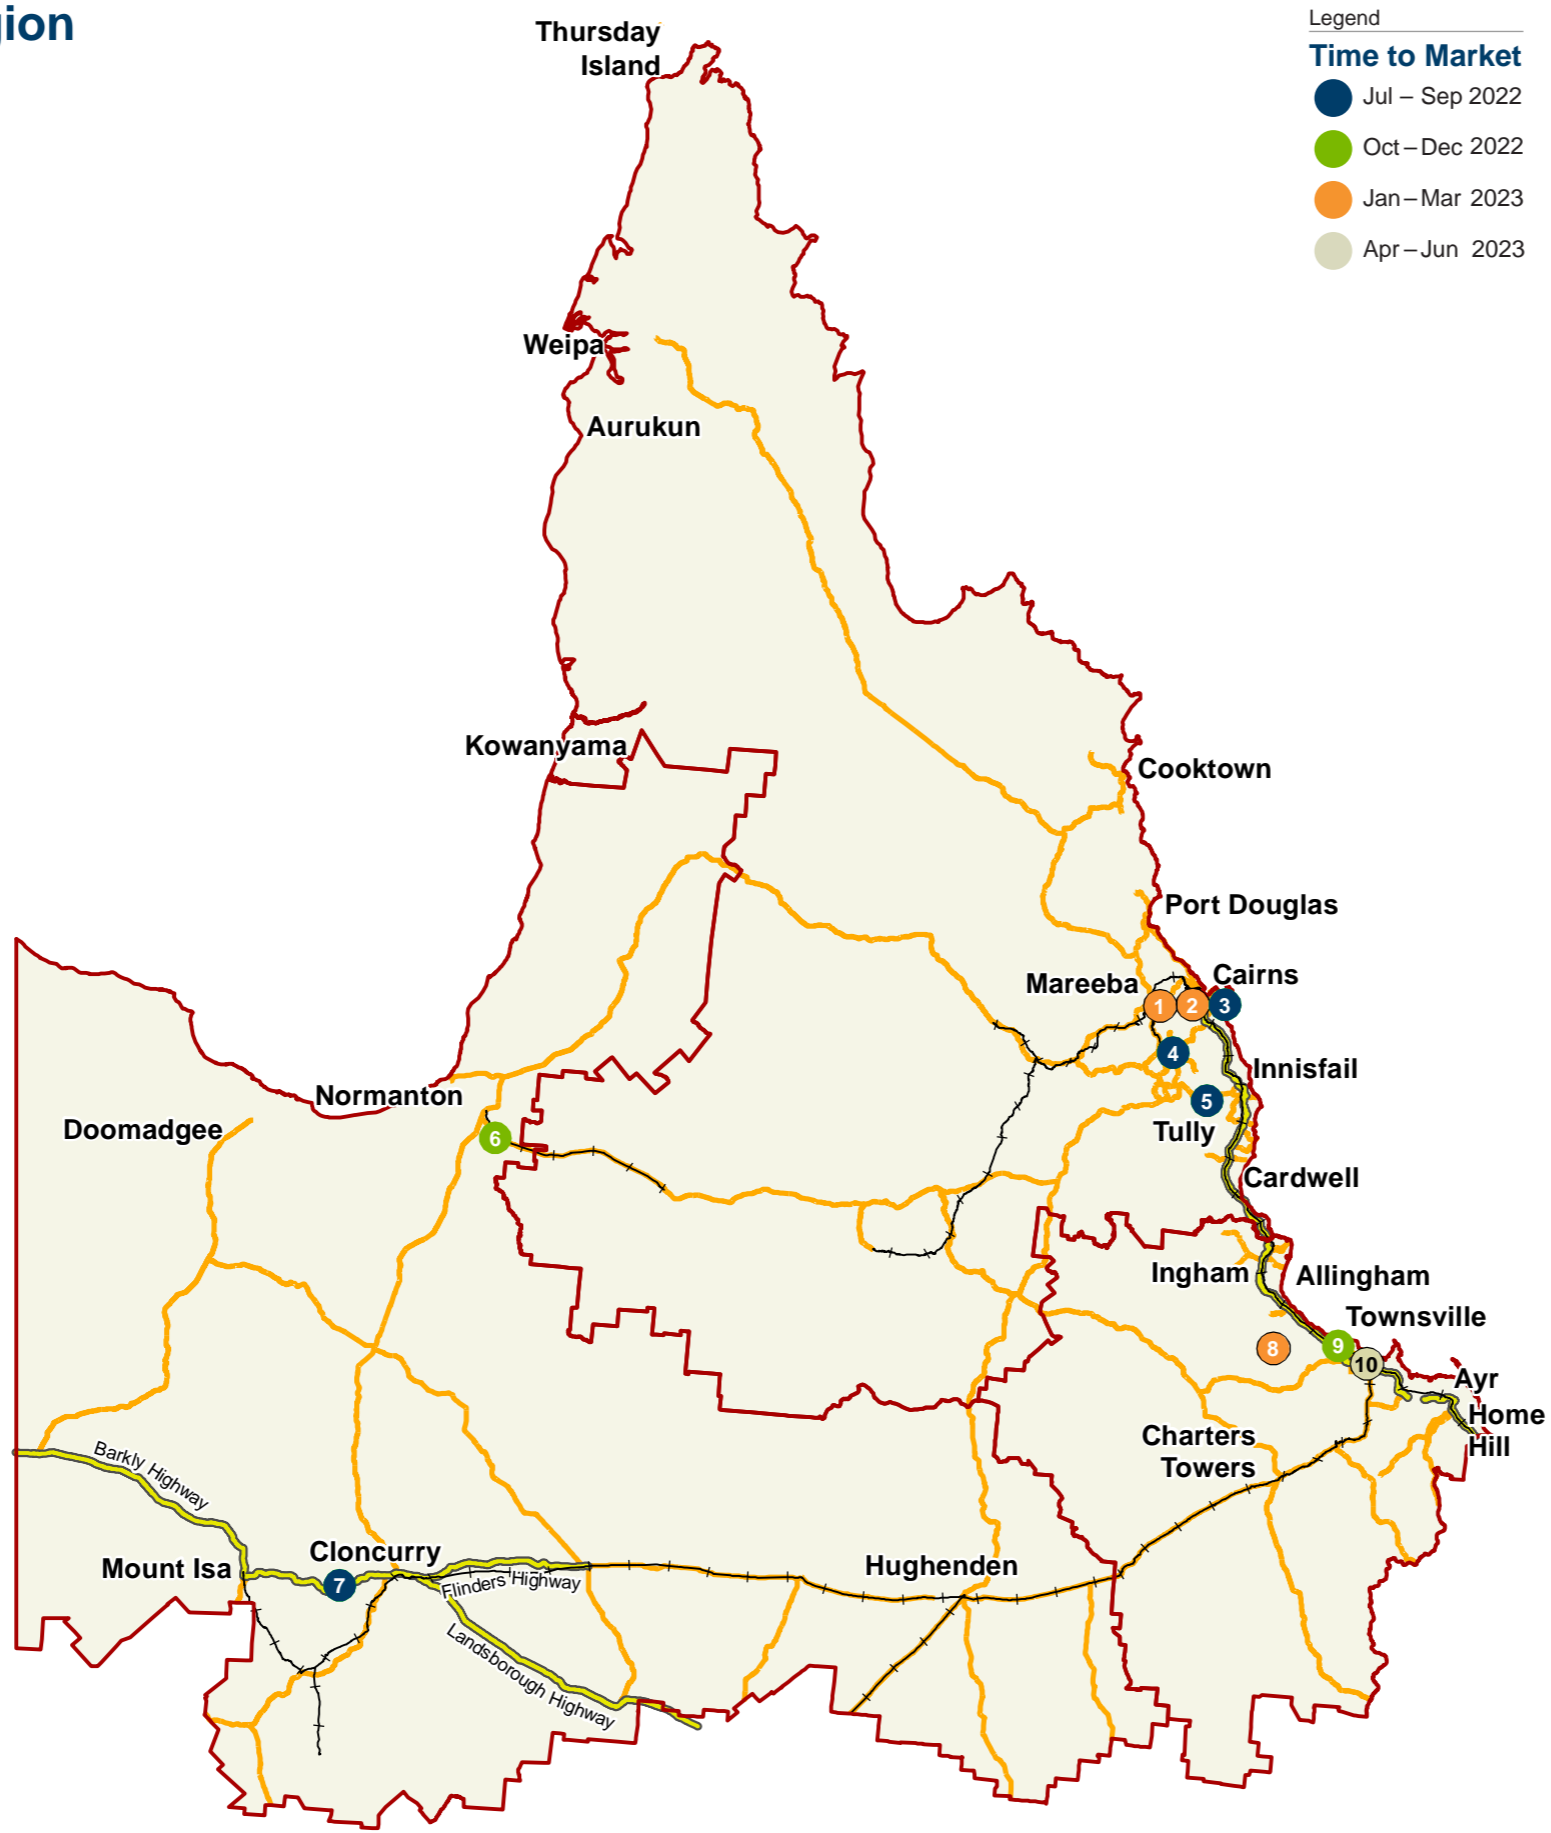 gion
Legend
Time to Market
Jul – Sep 2022
Oct – Dec 2022
Jan – Mar 2023
Apr – Jun 2023
Thursday
Island
Weipa
Aurukun
Kowanyama
Cooktown
Port Douglas
Cairns
Mareeba
1
2
3
4
Innisfail
5
Normanton
Doomadgee
6
Tully
Cardwell
Ingham
Allingham
Townsville
8
9
10
Ayr
Home
Hill
Charters
Towers
Barkly Highway
Mount Isa
Cloncurry
7
Flinders Highway
Hughenden
Landsborough Highway